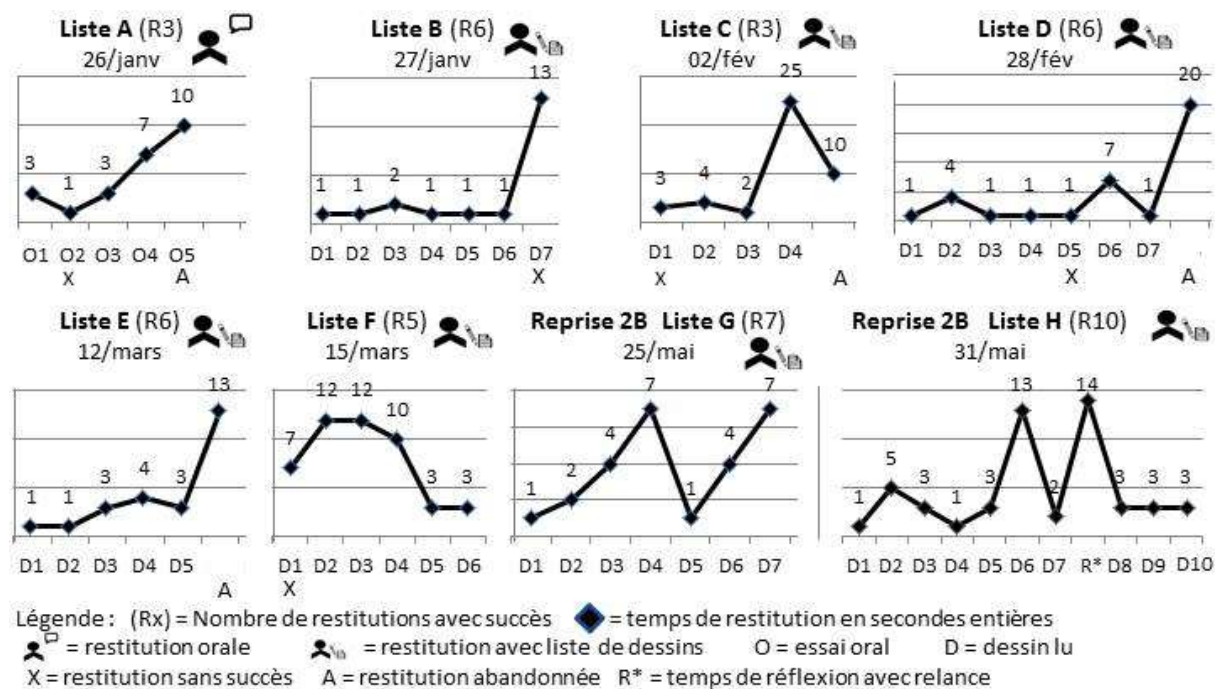 Liste A (R3) Liste B (R6) Liste C (R3) Liste D (R6)
26/janv 27/janv 02/fév 28/fév
3 1 3 7 10
1 1 2 1 1 1 13
3 4 2 25 10
1 4 1 1 1 7 1 20
O1 O2 O3 O4 O5 D1 D2 D3 D4 D5 D6 D7 D1 D2 D3 D4 D1 D2 D3 D4 D5 D6 D7
X A X X A X A
Liste E (R6) Liste F (R5) Reprise 2B Liste G (R7) Reprise 2B Liste H (R10)
12/mars 15/mars 25/mai 31/mai
1 1 3 4 3 13
7 12 12 10 3 3
1 2 4 7 1 4 7
1 5 3 1 3 13 2 14 3 3 3
D1 D2 D3 D4 D5 D1 D2 D3 D4 D5 D6 D1 D2 D3 D4 D5 D6 D7 D1 D2 D3 D4 D5 D6 D7 R* D8 D9 D10
A X
Légende : (Rx) = Nombre de restitutions avec succès = temps de restitution en secondes entières
= restitution orale = restitution avec liste de dessins O = essai oral D = dessin lu
X = restitution sans succès A = restitution abandonnée R* = temps de réflexion avec relance